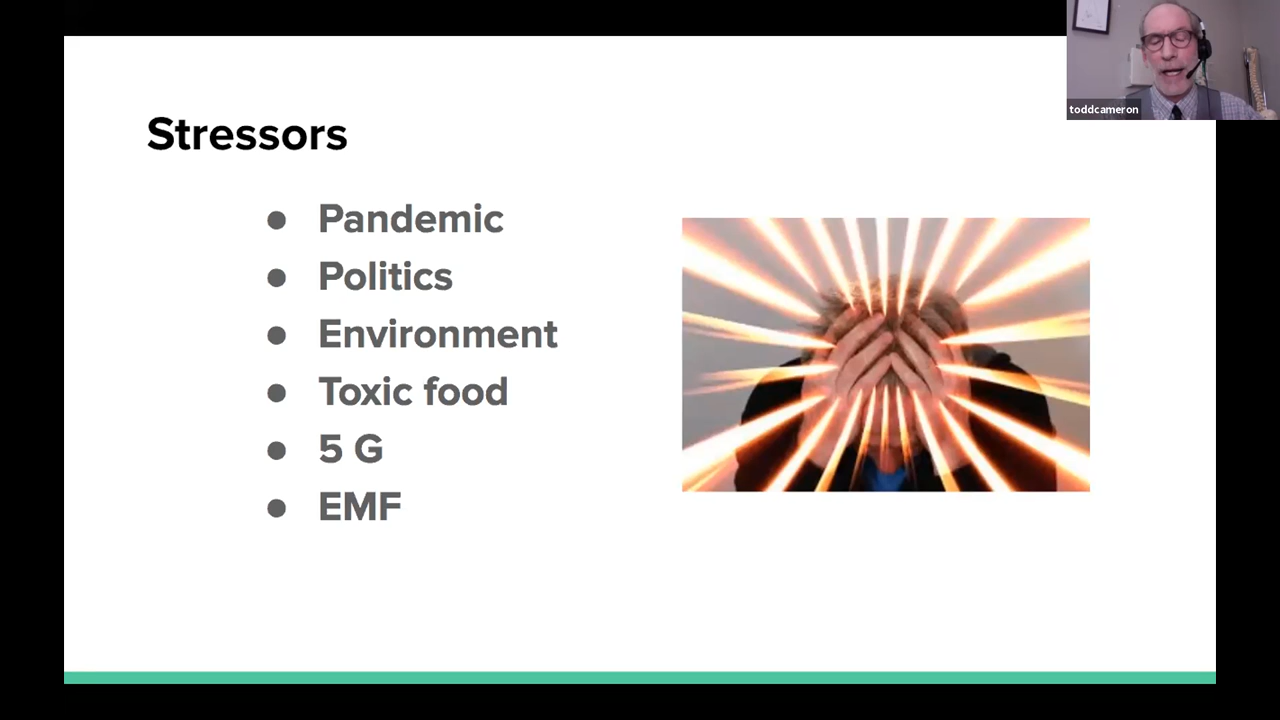 Stressors
● Pandemic
● Politics
● Environment
● Toxic food
● 5 G
● EMF
toddcameron